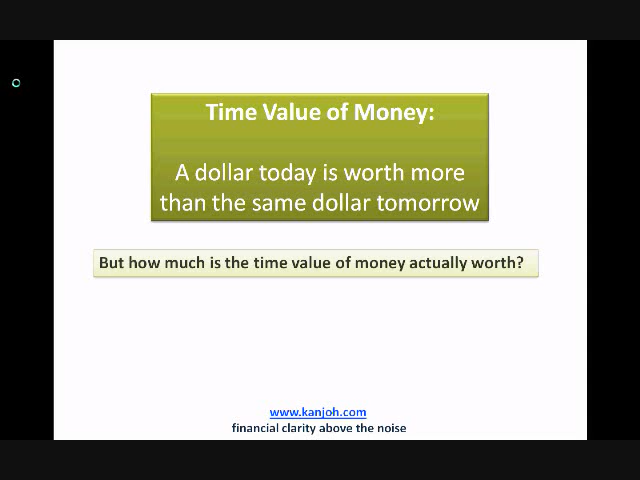 Time Value of Money:
A dollar today is worth more
than the same dollar tomorrow
But how much is the time value of money actually worth?
www.kanjoh.com
financial clarity above the noise